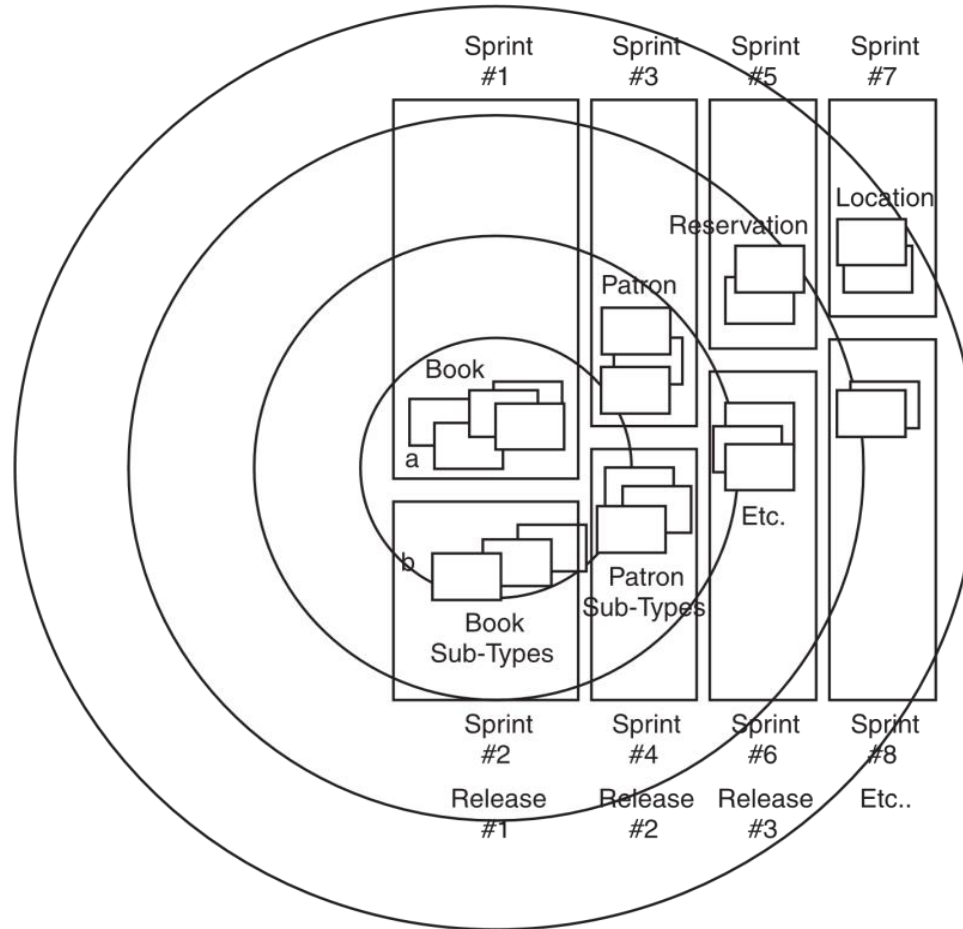 Sprint
#1
Sprint
#3
Sprint
#5
Sprint
#7
Location
Reservation
Patron
Book
a
b
Etc.
Patron
Sub-Types
Book
Sub-Types
Sprint
#2
Sprint
#4
Sprint
#6
Sprint
#8
Release
#1
Release
#2
Release
#3
Etc..